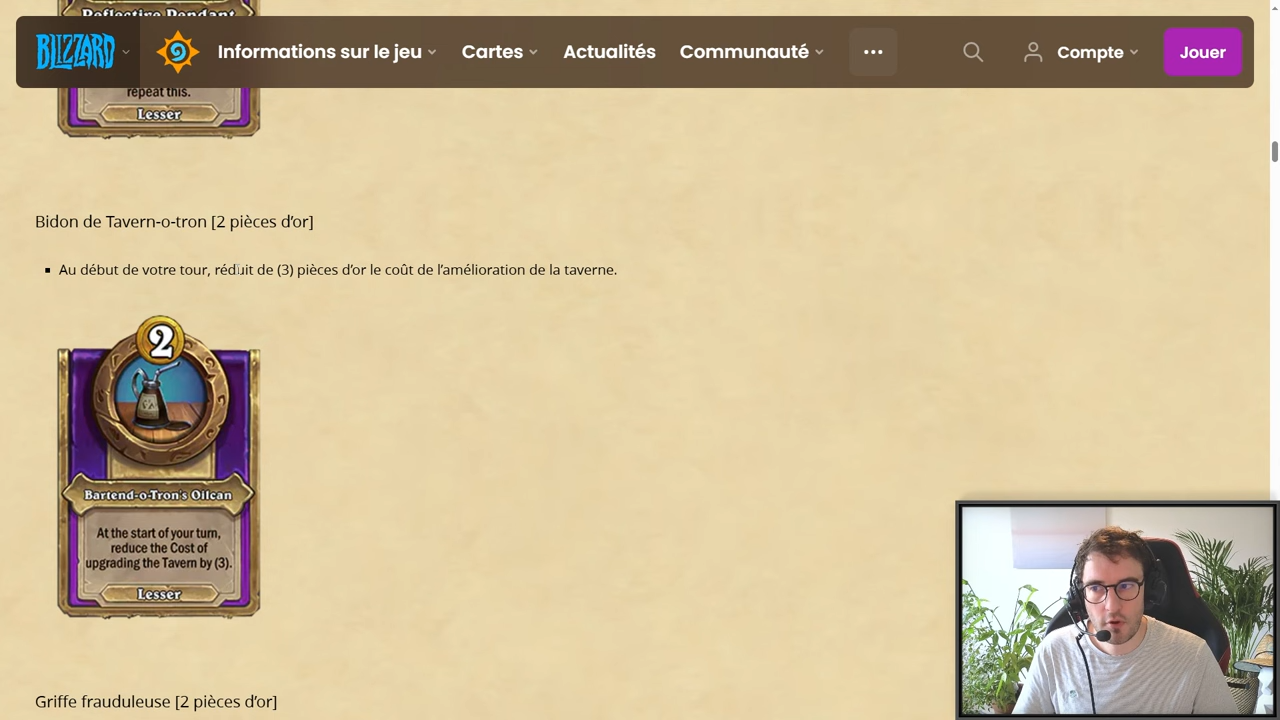 Reflective Pendant
BLIZZARD
Informations sur le jeu
Cartes
Actualités
Communauté
Compte
Jouer
repeat this.
Lesser
Bidon de Tavern-o-tron [2 pièces d’or]
Au début de votre tour, réduit de (3) pièces d’or le coût de l’amélioration de la taverne.
2
Bartend-o-Tron's Oilcan
At the start of your turn,
reduce the Cost of
upgrading the Tavern by (3).
Lesser
Griffe frauduleuse [2 pièces d’or]